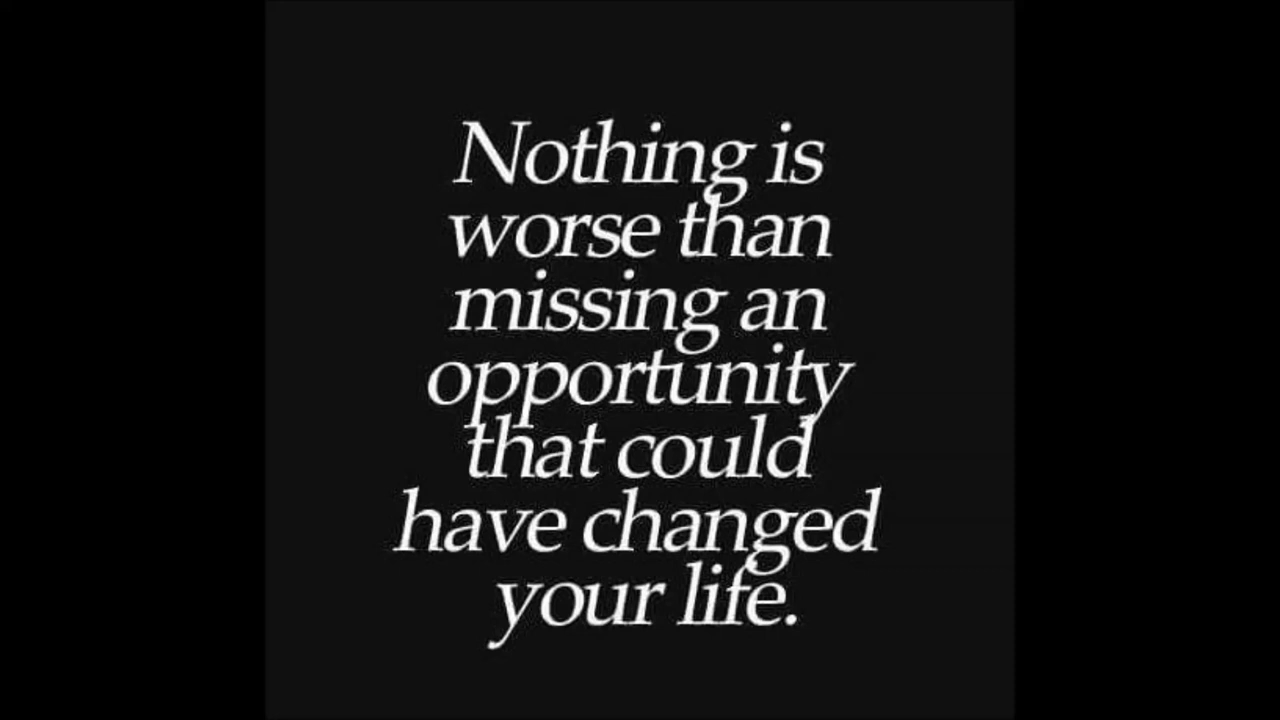 Nothing is
worse than
missing an
opportunity
that could
have changed
your life.